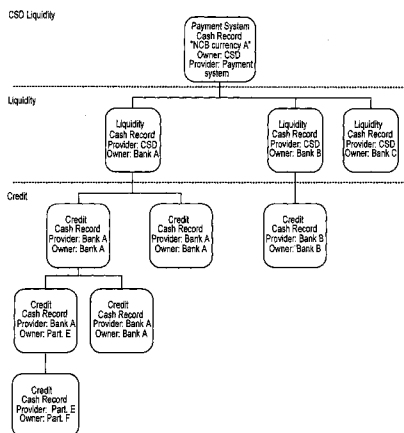 CSD Liquidity
Payment System
Cash Record
"NCB currency A"
Owner: CSD
Provider: Payment
system
Liquidity
Liquidity
Cash Record
Provider: CSD
Owner: Bank A
Liquidity
Cash Record
Provider: CSD
Owner: Bank B
Liquidity
Cash Record
Provider: CSD
Owner: Bank C
Credit
Credit
Cash Record
Provider: Bank A
Owner: Bank A
Credit
Cash Record
Provider: Bank A
Owner: Bank A
Credit
Cash Record
Provider: Bank B
Owner: Bank B
Credit
Cash Record
Provider: Bank A
Owner: Part. E
Credit
Cash Record
Provider: Bank A
Owner: Bank A
Credit
Cash Record
Provider: Part. E
Owner: Part. F